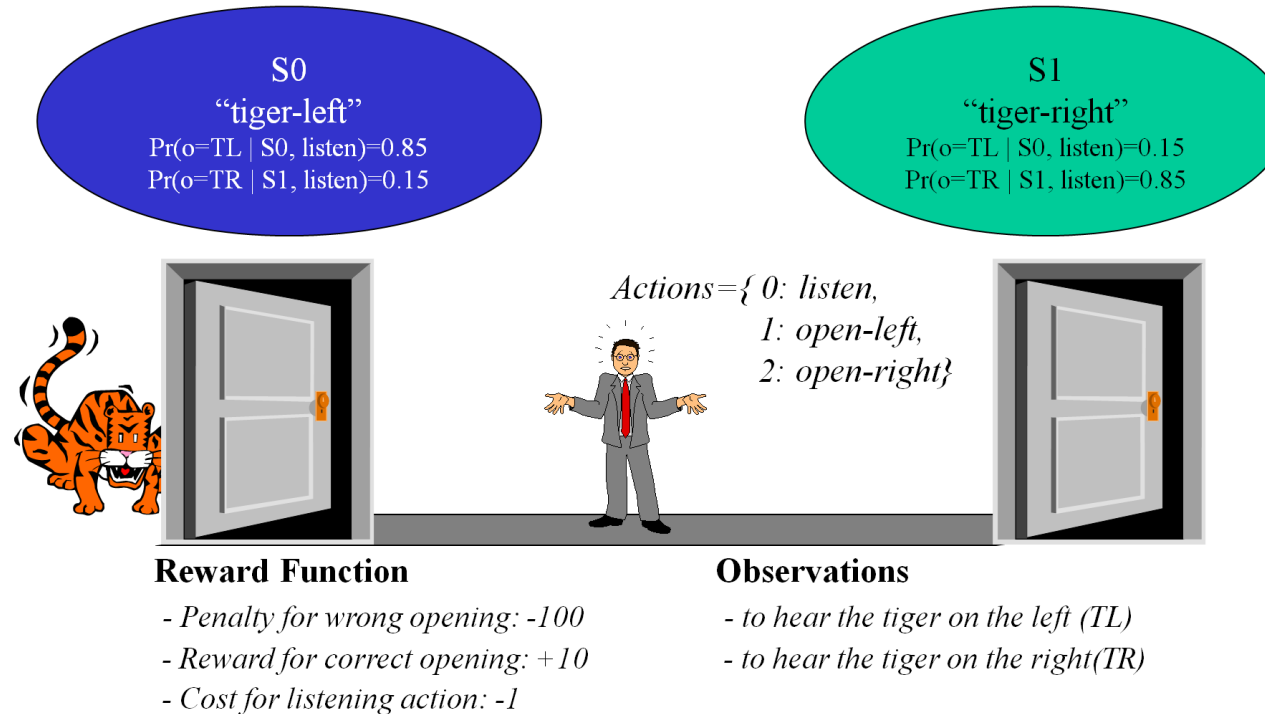 S0
“tiger-left”
Pr(o=TL | S0, listen)=0.85
Pr(o=TR | S1, listen)=0.15
S1
“tiger-right”
Pr(o=TL | S0, listen)=0.15
Pr(o=TR | S1, listen)=0.85
Actions={ 0: listen,
1: open-left,
2: open-right}
Reward Function
- Penalty for wrong opening: -100
- Reward for correct opening: +10
- Cost for listening action: -1
Observations
- to hear the tiger on the left (TL)
- to hear the tiger on the right(TR)